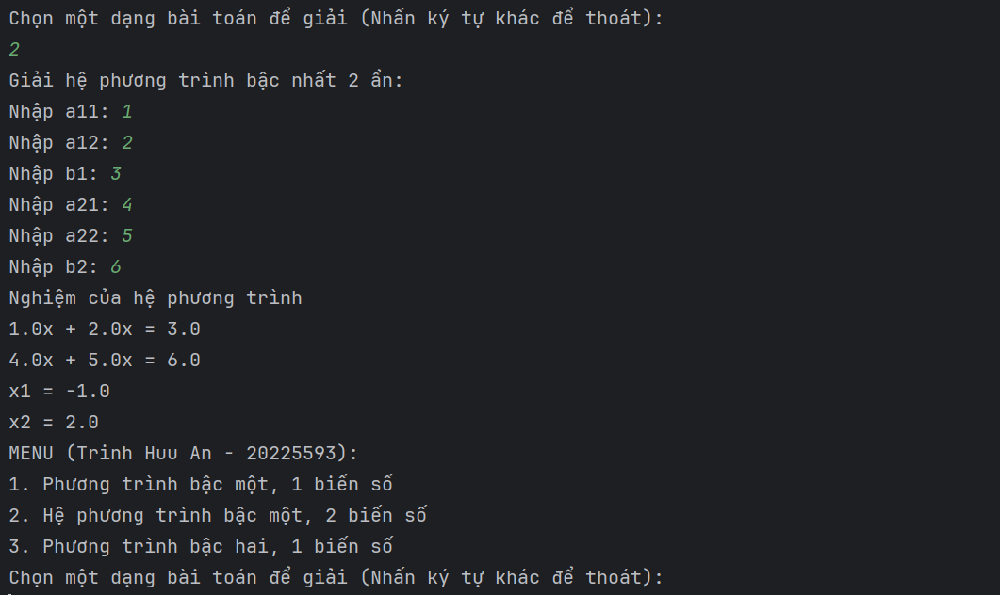 Chọn một dạng bài toán để giải (Nhấn ký tự khác để thoát):
2
Giải hệ phương trình bậc nhất 2 ẩn:
Nhập a11: 1
Nhập a12: 2
Nhập b1: 3
Nhập a21: 4
Nhập a22: 5
Nhập b2: 6
Nghiệm của hệ phương trình
1.0x + 2.0x = 3.0
4.0x + 5.0x = 6.0
x1 = -1.0
x2 = 2.0
MENU (Trinh Huu An - 20225593):
1. Phương trình bậc một, 1 biến số
2. Hệ phương trình bậc một, 2 biến số
3. Phương trình bậc hai, 1 biến số
Chọn một dạng bài toán để giải (Nhấn ký tự khác để thoát):